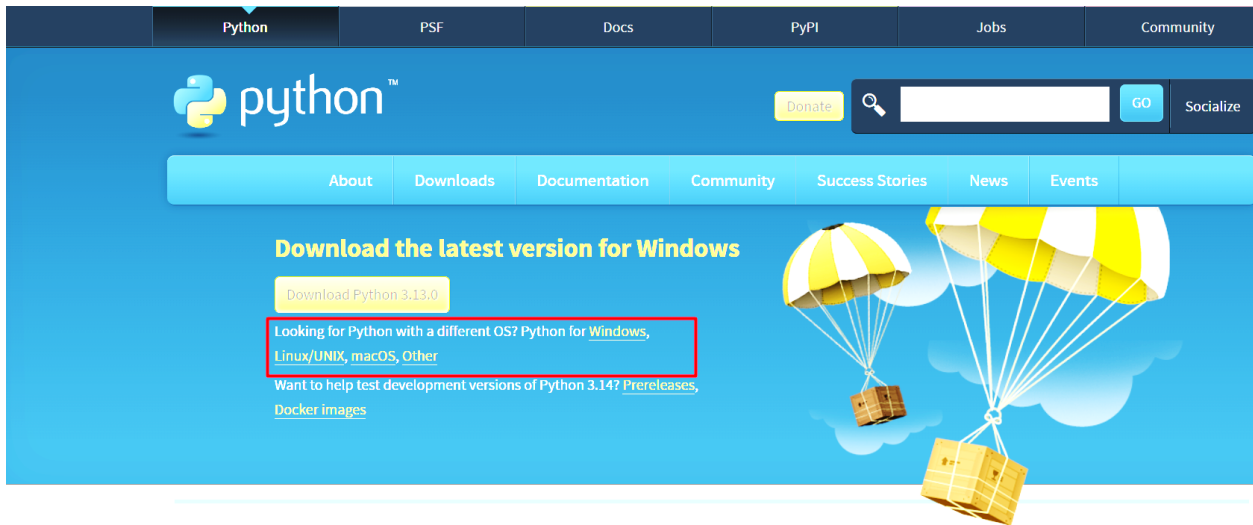 Python PSF Docs PyPI Jobs Community
python™
Donate GO Socialize
About Downloads Documentation Community Success Stories News Events
Download the latest version for Windows
Download Python 3.13.0
Looking for Python with a different OS? Python for Windows,
Linux/UNIX, macOS, Other
Want to help test development versions of Python 3.14? Prereleases,
Docker images